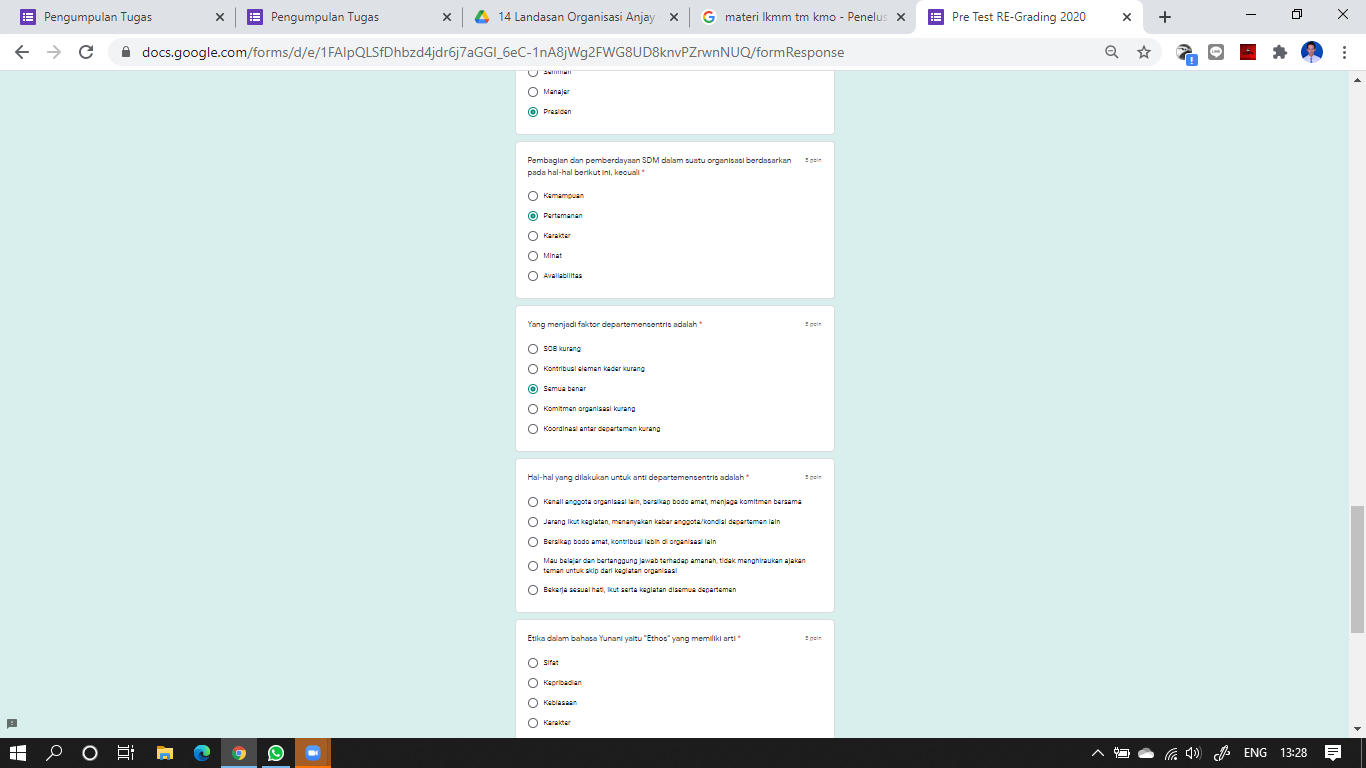 Pengumpulan Tugas
Pengumpulan Tugas
14 Landasan Organisasi Anjay
materi lkmm tm kmo - Penelus
Pre Test RE-Grading 2020
docs.google.com/forms/d/e/1FAIpQLSfDhbzd4jdr6j7aGGI_6eC-1nA8jWg2FWG8UD8knvPZrwnNUQ/formResponse
Manajer
Presiden
Pembagian dan pemberdayaan SDM dalam suatu organisasi berdasarkan
pada hal-hal berikut ini, kecuali *
5 poin
Kemampuan
Pertemanan
Karakter
Minat
Availabilitas
Yang menjadi faktor departemensentris adalah *
5 poin
SOB kurang
Kontribusi elemen kader kurang
Semua benar
Komitmen organisasi kurang
Koordinasi antar departemen kurang
Hal-hal yang dilakukan untuk anti departemensentris adalah *
5 poin
Kenali anggota organisasi lain, bersikap bodo amat, menjaga komitmen bersama
Jarang ikut kegiatan, menanyakan kabar anggota/kondisi departemen lain
Bersikap bodo amat, kontribusi lebih di organisasi lain
Mau belajar dan bertanggung jawab terhadap amanah, tidak menghiraukan ajakan
teman untuk skip dari kegiatan organisasi
Bekerja sesuai hati, ikut serta kegiatan disemua departemen
Etika dalam bahasa Yunani yaitu "Ethos" yang memiliki arti *
5 poin
Sifat
Kepribadian
Kebiasaan
Karakter
ENG
13:28